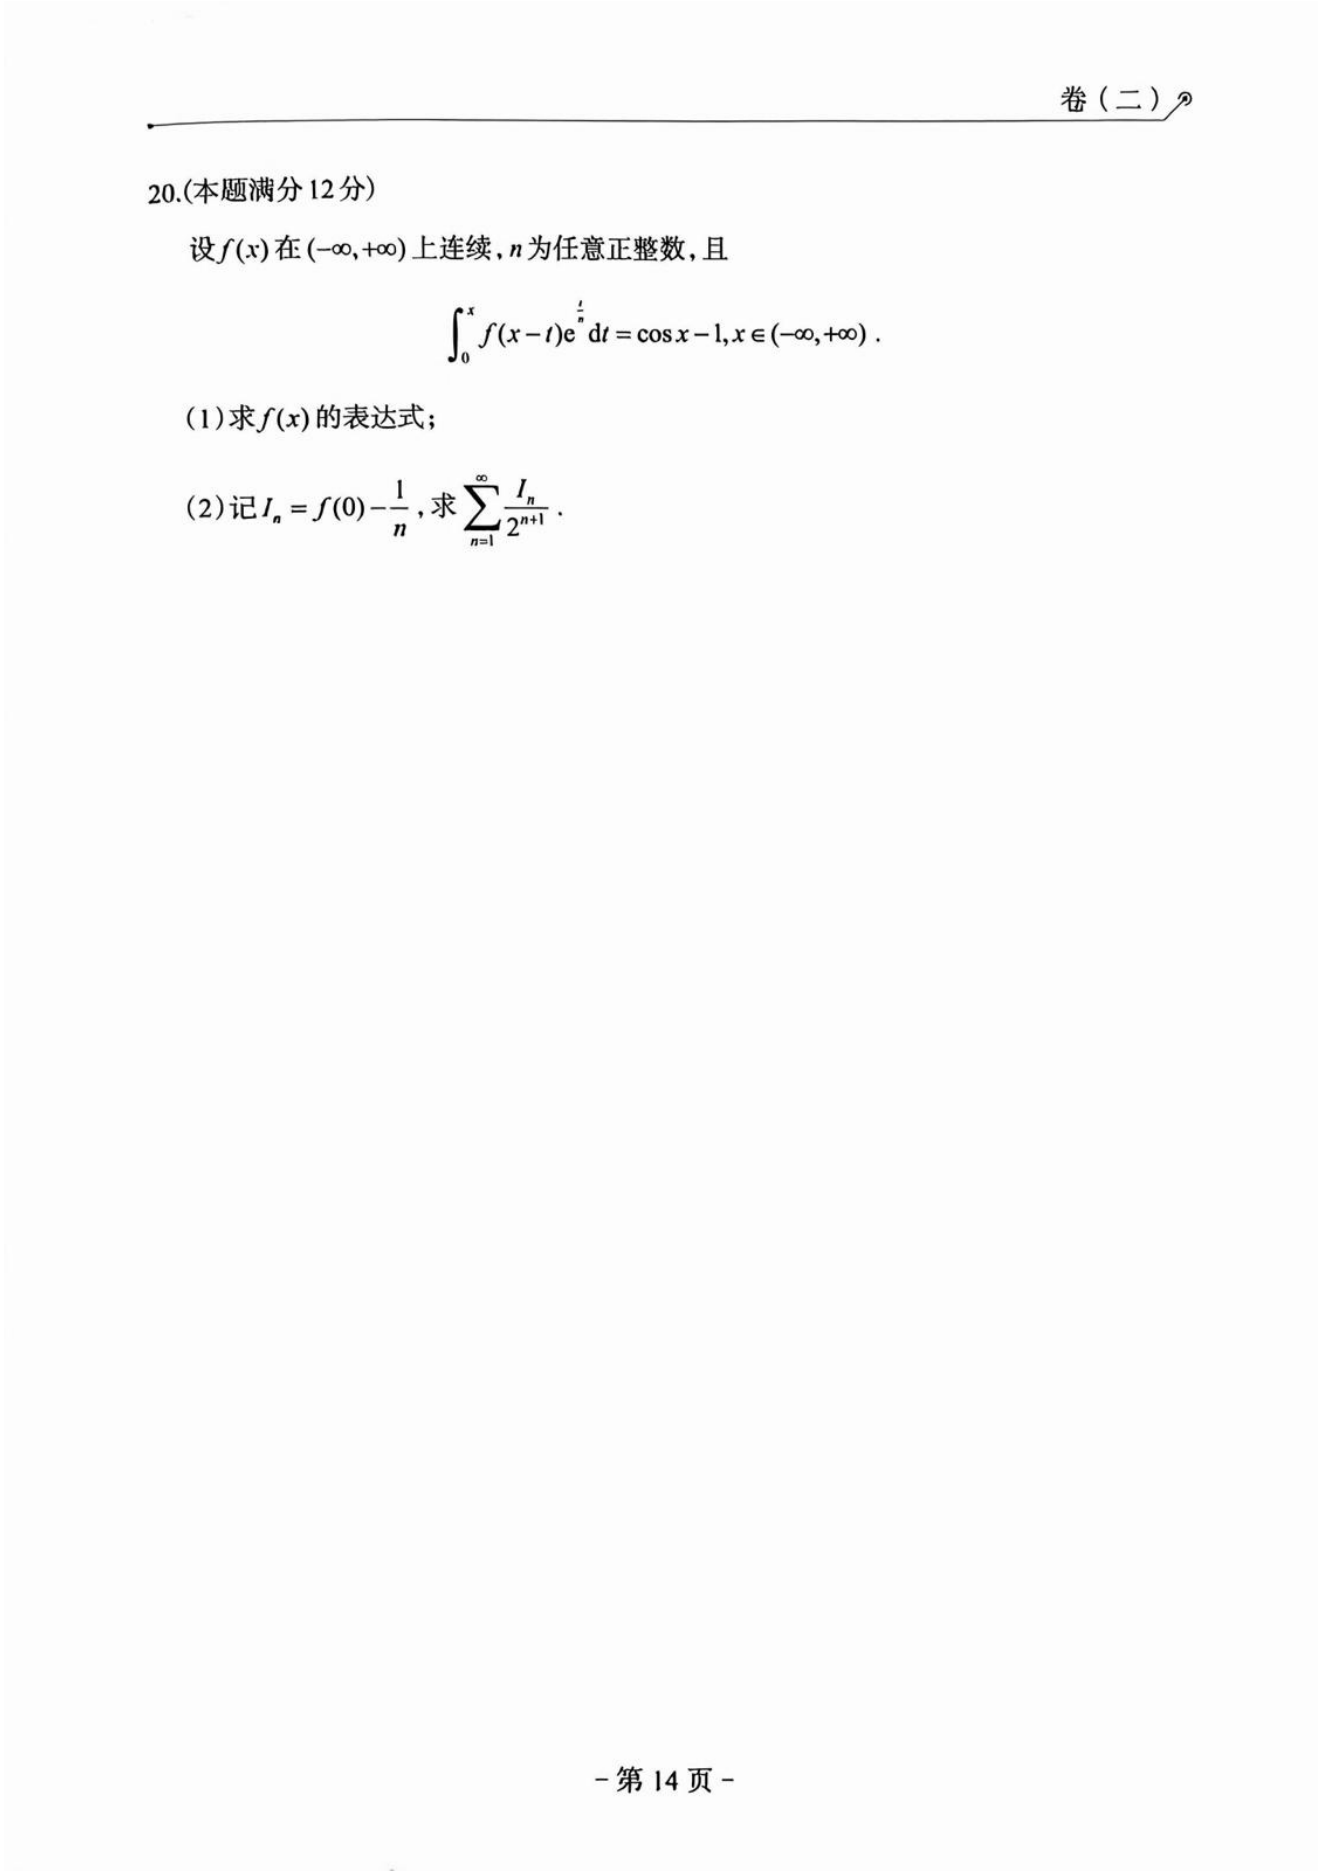 卷(二)
20.(本题满分12分)
设f(x)在(-∞,+∞)上连续,n为任意正整数,且
∫₀ˣ f(x-t)e^{t/n}dt=cosx-1,x∈(-∞,+∞).
(1)求f(x)的表达式;
(2)记Iₙ=f(0)-1/n,求∑_{n=1}^{∞} Iₙ/2^{n+1}.
-第14页-